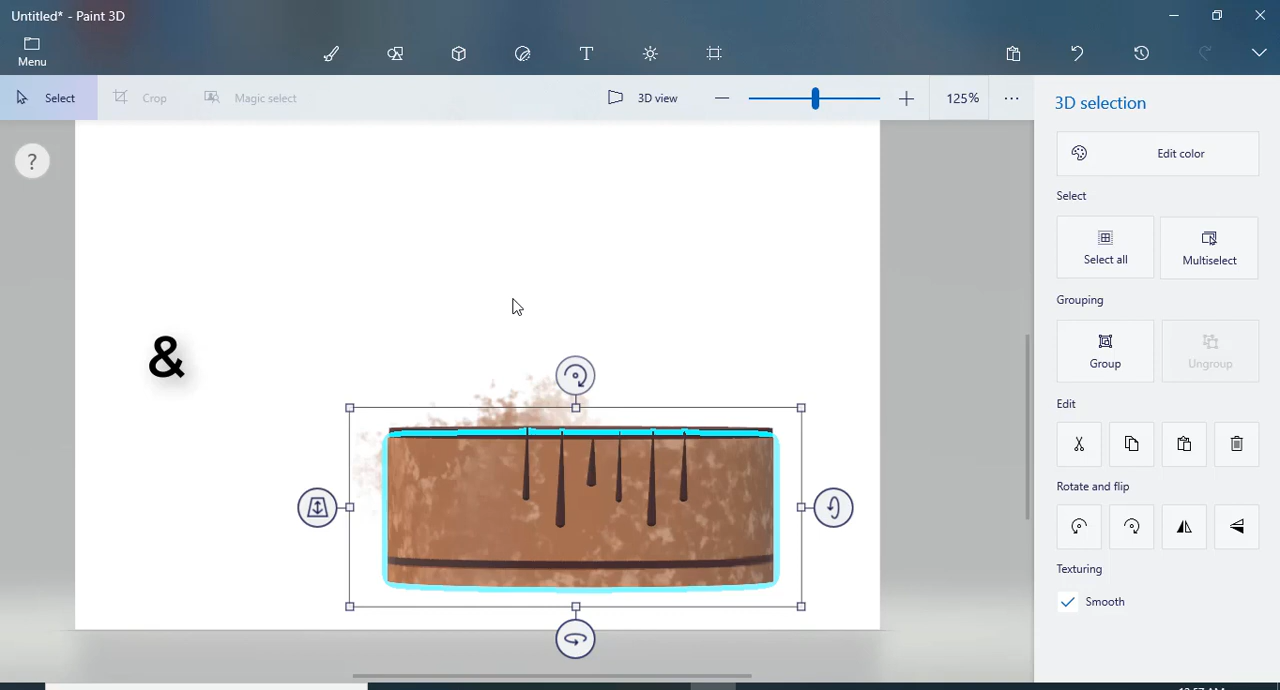 Untitled* - Paint 3D
Menu
Select
Crop
Magic select
3D view
125%
3D selection
Edit color
Select
Select all
Multiselect
Grouping
Group
Ungroup
Edit
Rotate and flip
Texturing
Smooth
?
&